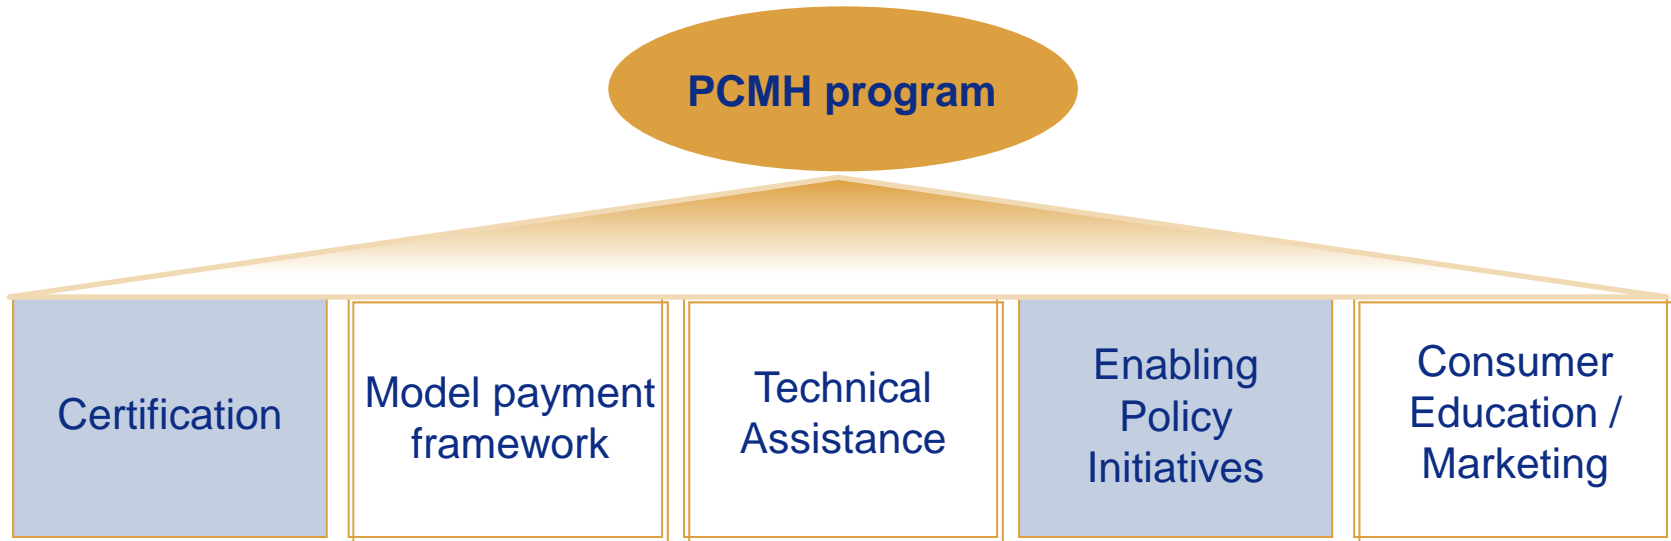 PCMH program
Certification
Model payment
framework
Technical
Assistance
Enabling
Policy
Initiatives
Consumer
Education /
Marketing